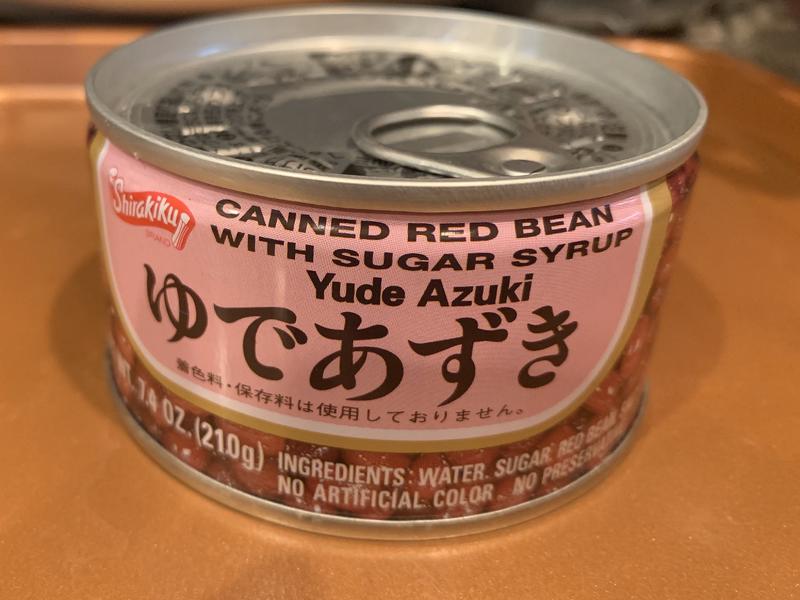 Shirakiku
BRAND
CANNED RED BEAN
WITH SUGAR SYRUP
Yude Azuki
ゆであずき
着色料・保存料は使用しておりません。
WT. 7.4 OZ. (210g)
INGREDIENTS: WATER. SUGAR. RED BEAN
NO ARTIFICIAL COLOR NO